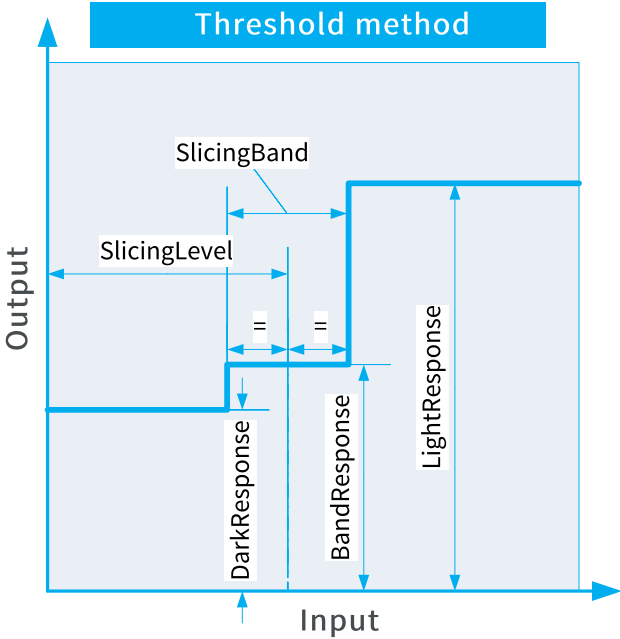 Threshold method
SlicingBand
SlicingLevel
=
=
Output
LightResponse
BandResponse
DarkResponse
Input